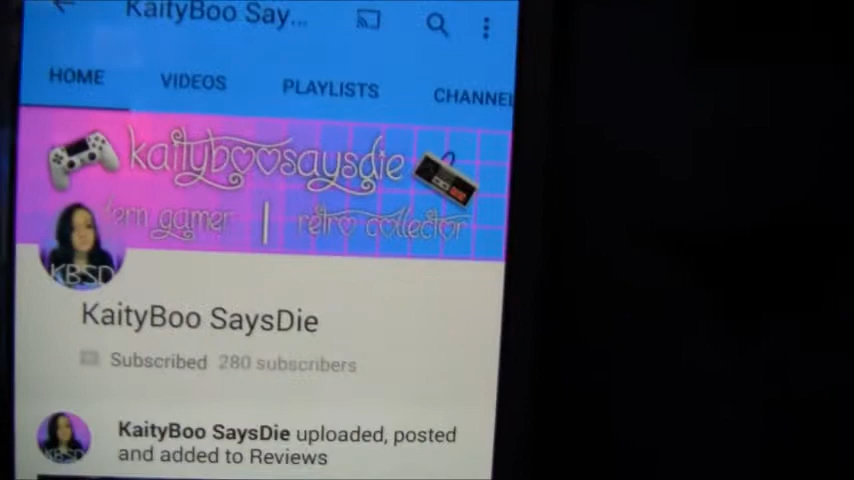 KaityBoo Say...
HOME VIDEOS PLAYLISTS CHANNEL
kaityboosaysdie
ern gamer | retro collector
KBSD
KaityBoo SaysDie
Subscribed 280 subscribers
KaityBoo SaysDie uploaded, posted
and added to Reviews